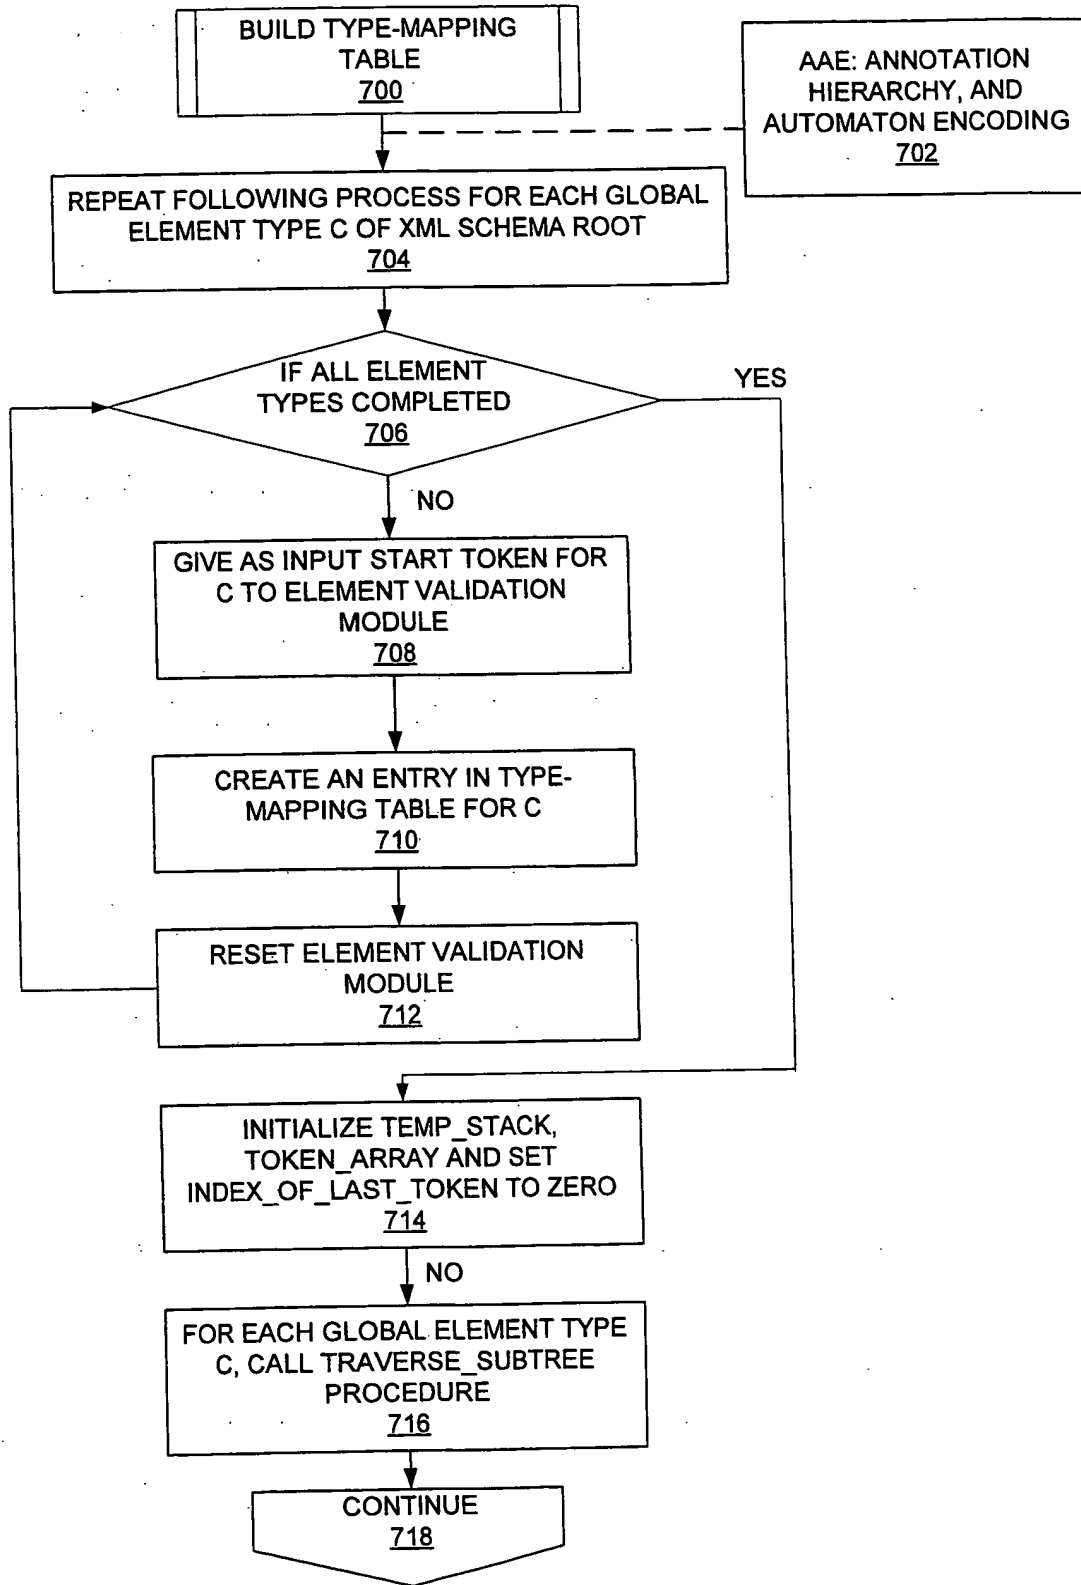 BUILD TYPE-MAPPING
TABLE
700
AAE: ANNOTATION
HIERARCHY, AND
AUTOMATON ENCODING
702
REPEAT FOLLOWING PROCESS FOR EACH GLOBAL
ELEMENT TYPE C OF XML SCHEMA ROOT
704
IF ALL ELEMENT
TYPES COMPLETED
706
YES
NO
GIVE AS INPUT START TOKEN FOR
C TO ELEMENT VALIDATION
MODULE
708
CREATE AN ENTRY IN TYPE-
MAPPING TABLE FOR C
710
RESET ELEMENT VALIDATION
MODULE
712
INITIALIZE TEMP_STACK,
TOKEN_ARRAY AND SET
INDEX_OF_LAST_TOKEN TO ZERO
714
NO
FOR EACH GLOBAL ELEMENT TYPE
C, CALL TRAVERSE_SUBTREE
PROCEDURE
716
CONTINUE
718